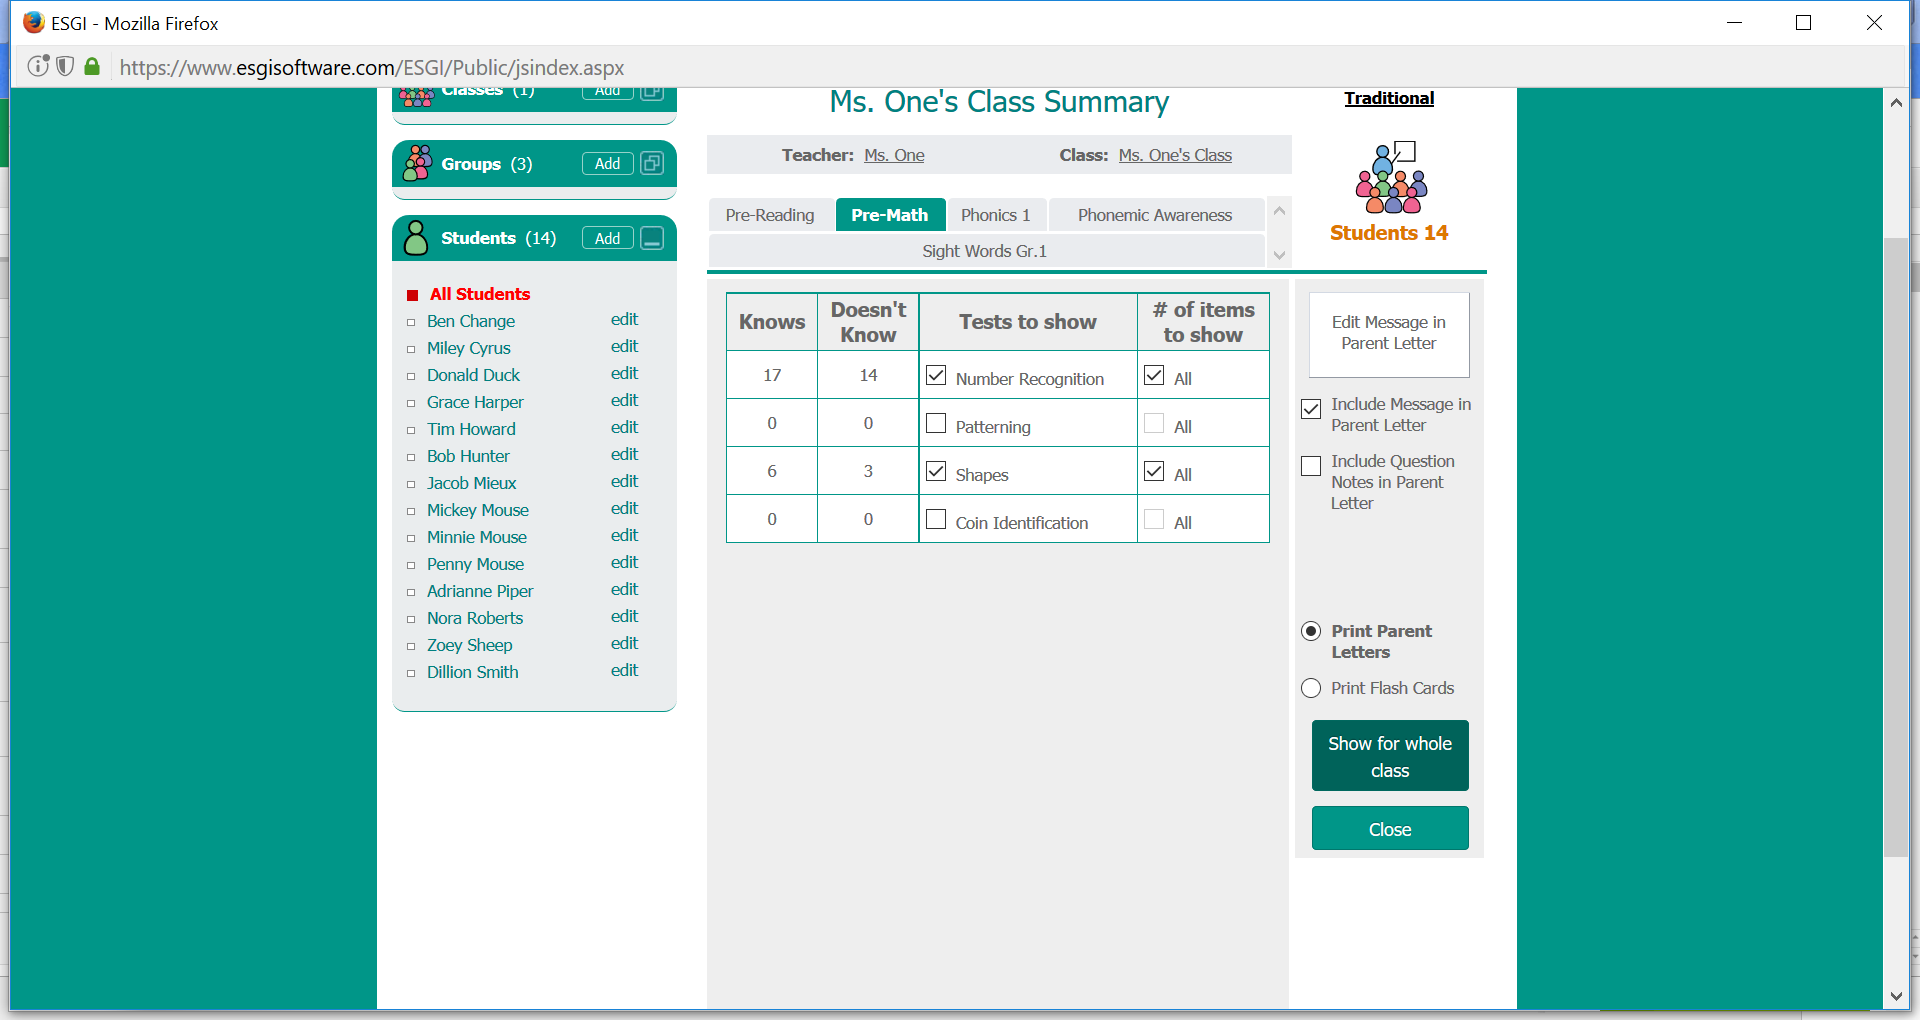 ESGI - Mozilla Firefox
https://www.esgisoftware.com/ESGI/Public/jsindex.aspx
Classes (1) Add
Groups (3) Add
Students (14) Add
All Students
Ben Change edit
Miley Cyrus edit
Donald Duck edit
Grace Harper edit
Tim Howard edit
Bob Hunter edit
Jacob Mieux edit
Mickey Mouse edit
Minnie Mouse edit
Penny Mouse edit
Adrianne Piper edit
Nora Roberts edit
Zoey Sheep edit
Dillion Smith edit
Ms. One's Class Summary
Teacher: Ms. One Class: Ms. One's Class
Pre-Reading Pre-Math Phonics 1 Phonemic Awareness
Sight Words Gr.1
Knows Doesn't Know Tests to show # of items to show
17 14 Number Recognition All
0 0 Patterning All
6 3 Shapes All
0 0 Coin Identification All
Traditional
Students 14
Edit Message in
Parent Letter
Include Message in
Parent Letter
Include Question
Notes in Parent
Letter
Print Parent
Letters
Print Flash Cards
Show for whole
class
Close